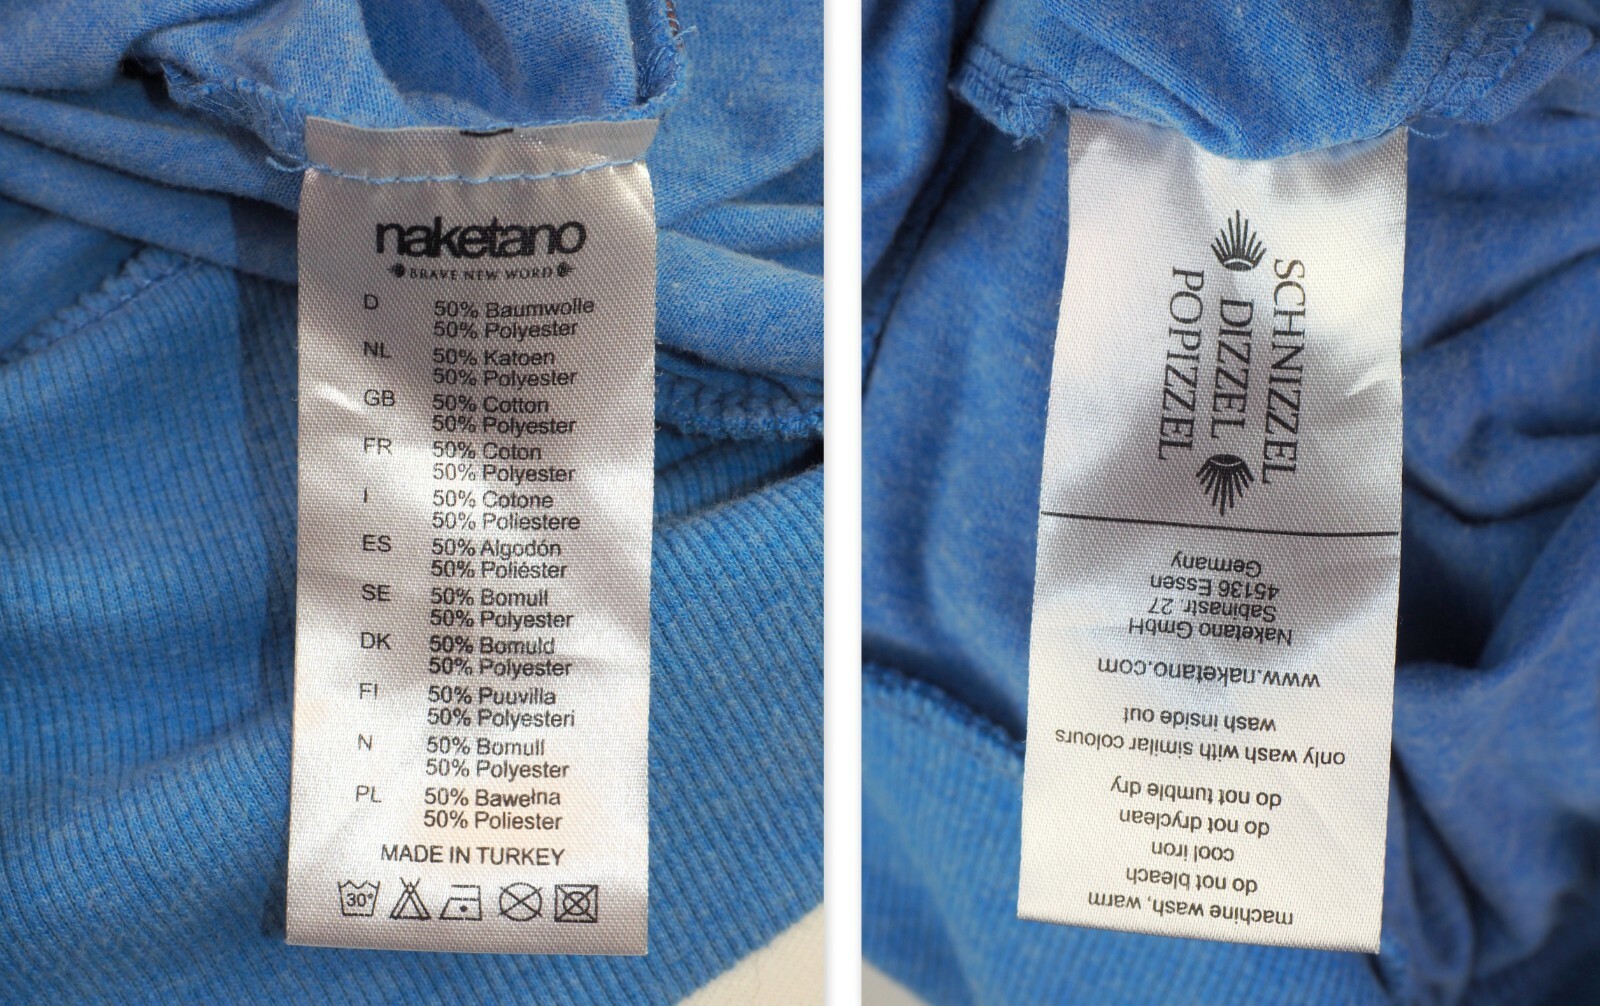 naketano
BRAVE NEW WORD
D 50% Baumwolle
50% Polyester
NL 50% Katoen
50% Polyester
GB 50% Cotton
50% Polyester
FR 50% Coton
50% Polyester
I 50% Cotone
50% Poliestere
ES 50% Algodón
50% Poliéster
SE 50% Bomull
50% Polyester
DK 50% Bomuld
50% Polyester
FI 50% Puuvilla
50% Polyesteri
N 50% Bomull
50% Polyester
PL 50% Bawełna
50% Poliester
MADE IN TURKEY
30°
SCHNIZZEL
DIZZEL
POPIZZEL
machine wash, warm
do not bleach
cool iron
do not dryclean
do not tumble dry
only wash with similar colours
wash inside out
www.naketano.com
Naketano GmbH
Sabinastr. 27
45136 Essen
Germany